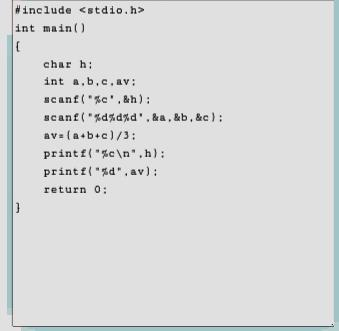 #include <stdio.h>
int main()
{
char h;
int a,b,c,av;
scanf("%c",&h);
scanf("%d%d%d",&a,&b,&c);
av=(a+b+c)/3;
printf("%c\n",h);
printf("%d",av);
return 0;
}